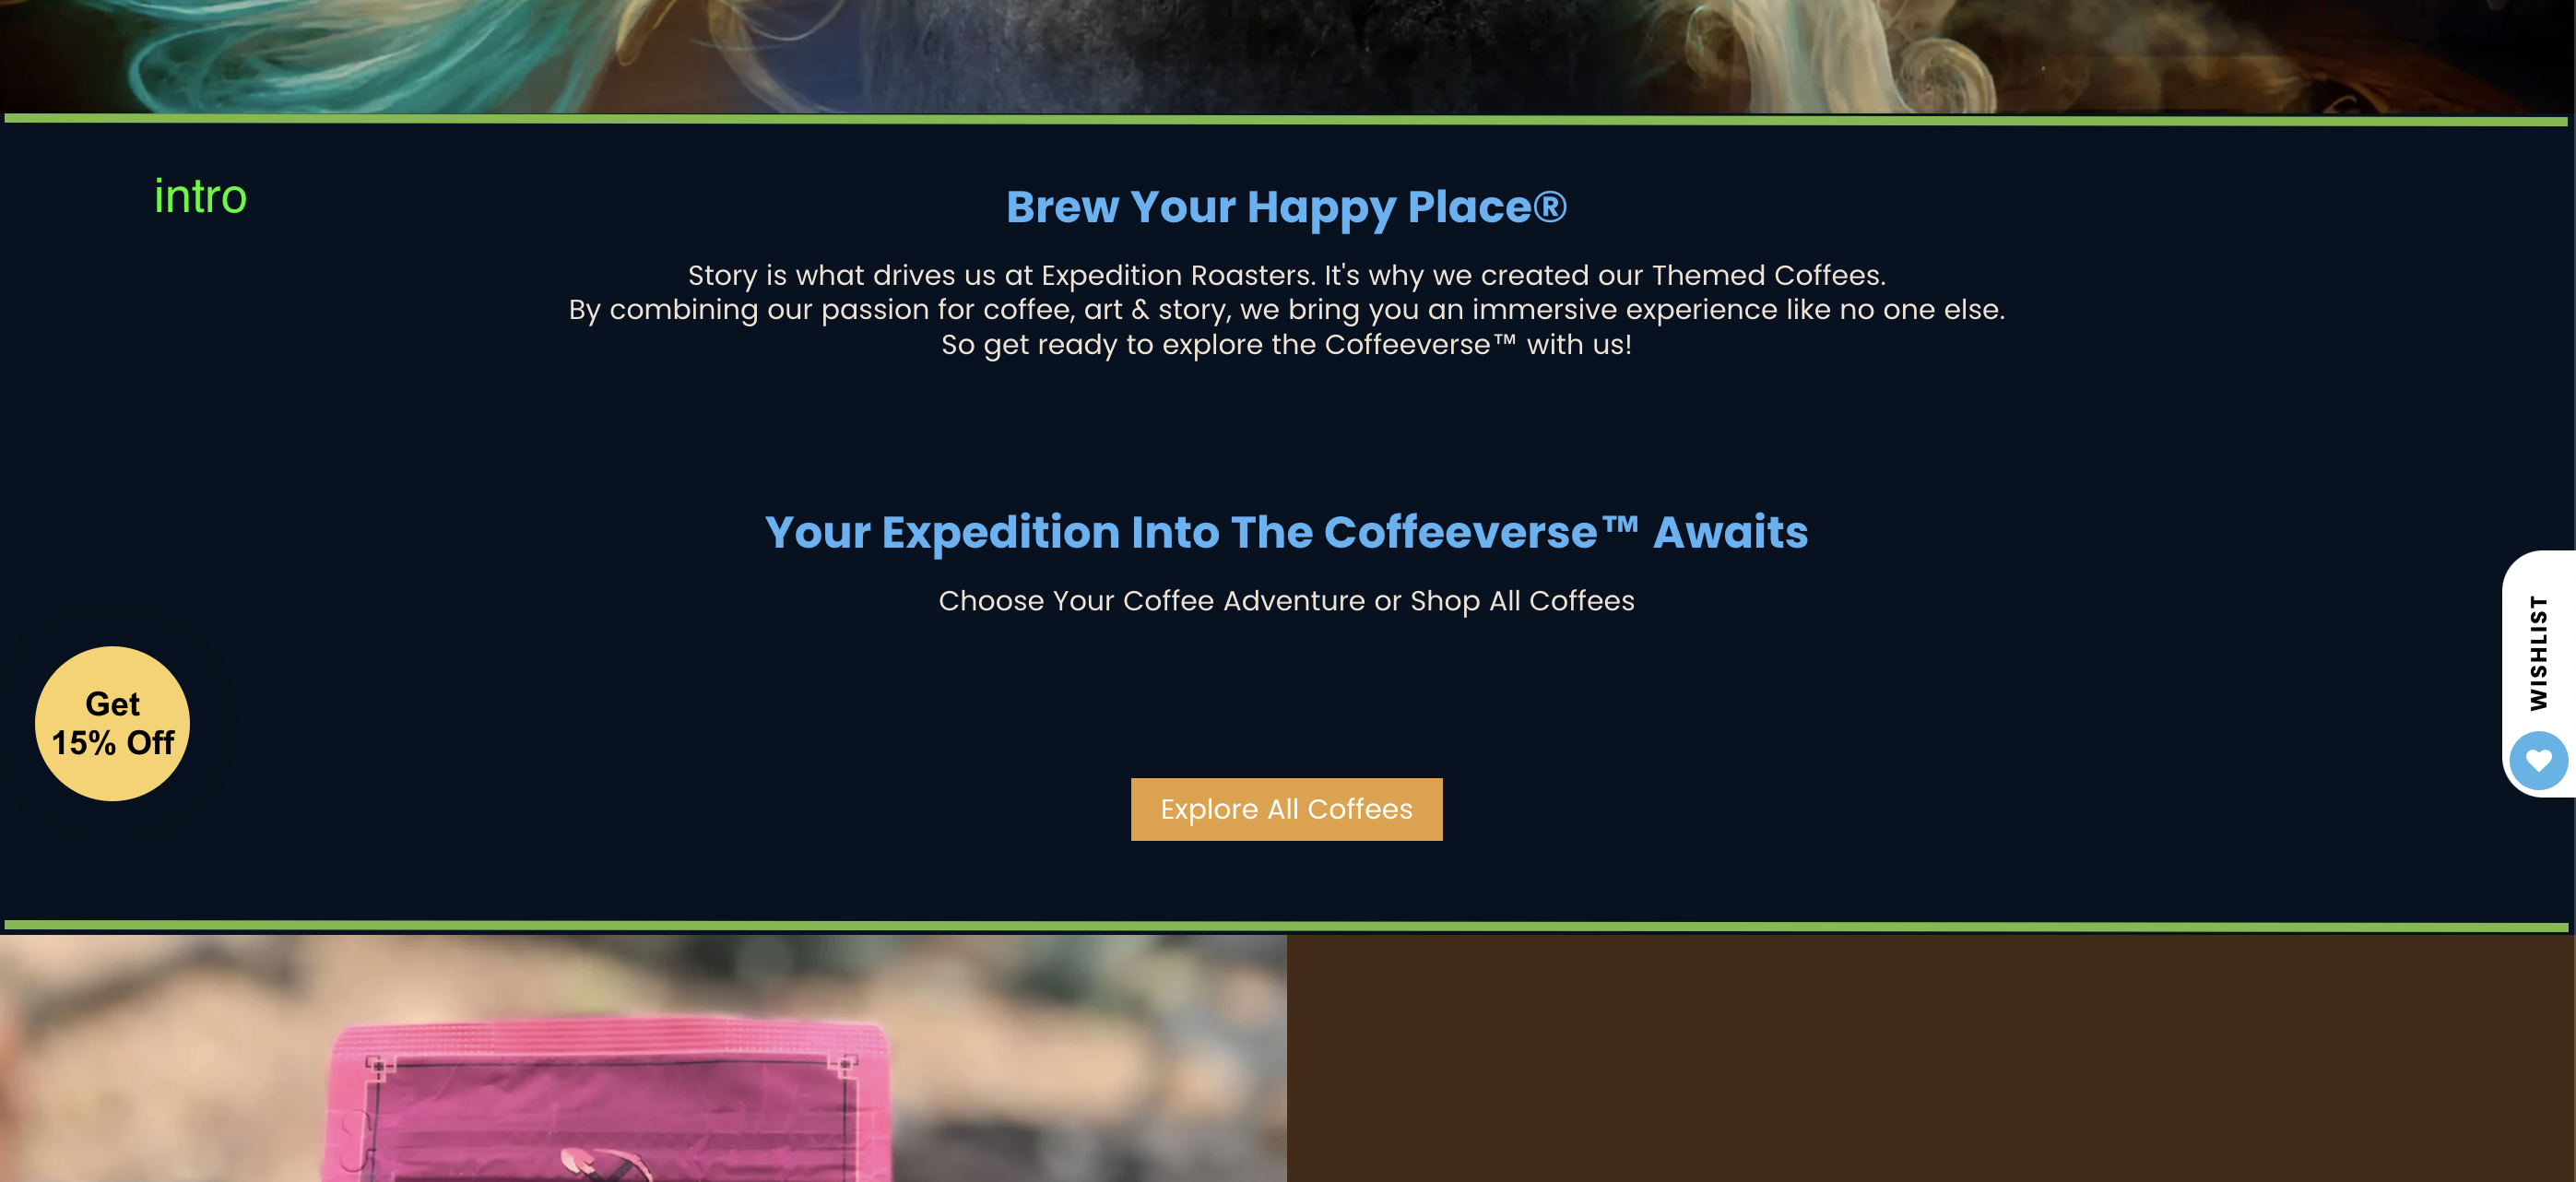 intro
Brew Your Happy Place®
Story is what drives us at Expedition Roasters. It's why we created our Themed Coffees.
By combining our passion for coffee, art & story, we bring you an immersive experience like no one else.
So get ready to explore the Coffeeverse™ with us!
Your Expedition Into The Coffeeverse™ Awaits
Choose Your Coffee Adventure or Shop All Coffees
WISHLIST
Get
15% Off
Explore All Coffees